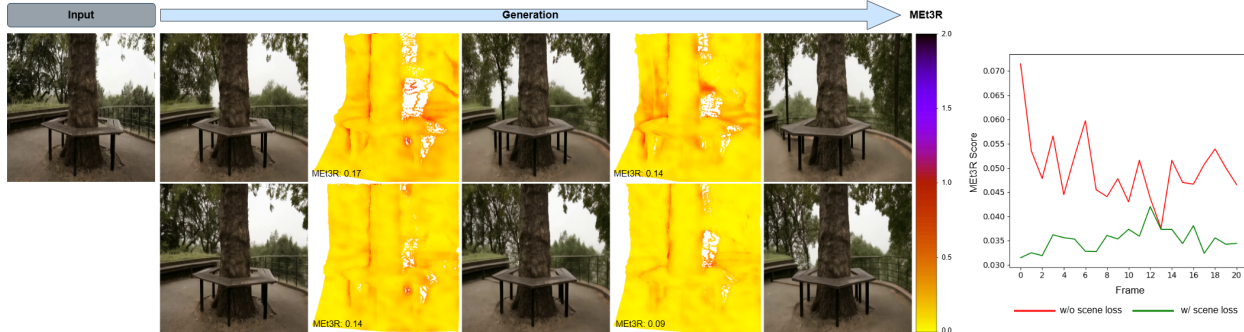 Input
Generation
MEt3R
MEt3R: 0.17
MEt3R: 0.14
MEt3R: 0.14
MEt3R: 0.09
2.0
1.5
1.0
0.5
0.0
MEt3R Score
0.070
0.065
0.060
0.055
0.050
0.045
0.040
0.035
0.030
0 2 4 6 8 10 12 14 16 18 20
Frame
w/o scene loss w/ scene loss